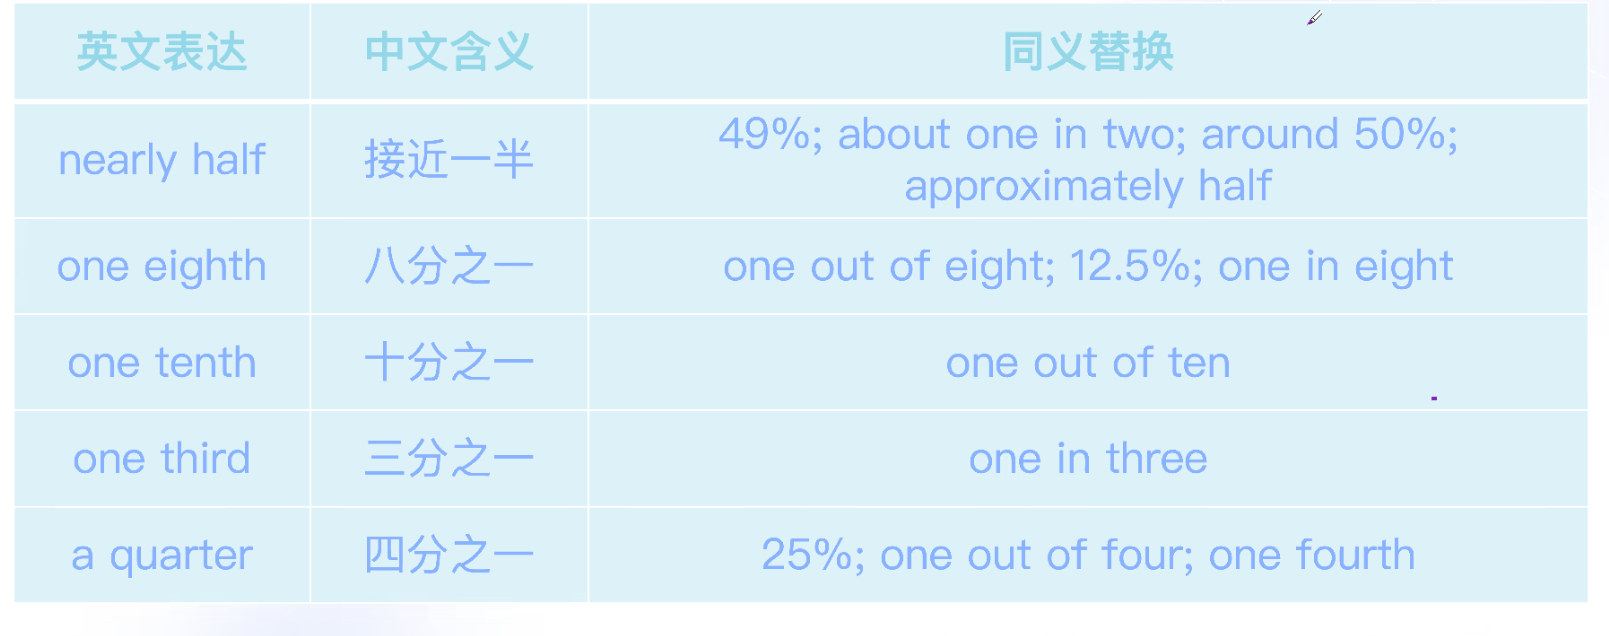 英文表达 中文含义 同义替换
nearly half 接近一半 49%; about one in two; around 50%;
approximately half
one eighth 八分之一 one out of eight; 12.5%; one in eight
one tenth 十分之一 one out of ten
one third 三分之一 one in three
a quarter 四分之一 25%; one out of four; one fourth